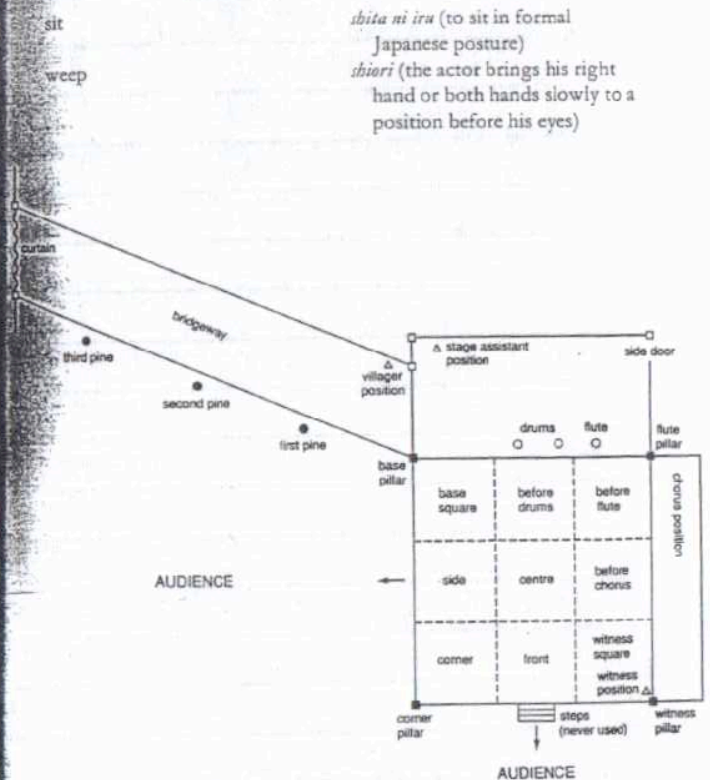 sit
shita ni iru (to sit in formal
Japanese posture)
weep
shiori (the actor brings his right
hand or both hands slowly to a
position before his eyes)
curtain
bridgeway
third pine
second pine
first pine
villager
position
stage assistant
position
side door
drums
flute
flute
pillar
base
pillar
base
square
before
drums
before
flute
chorus position
AUDIENCE
side
centre
before
chorus
corner
front
witness
square
witness
position
corner
pillar
steps
(never used)
witness
pillar
AUDIENCE